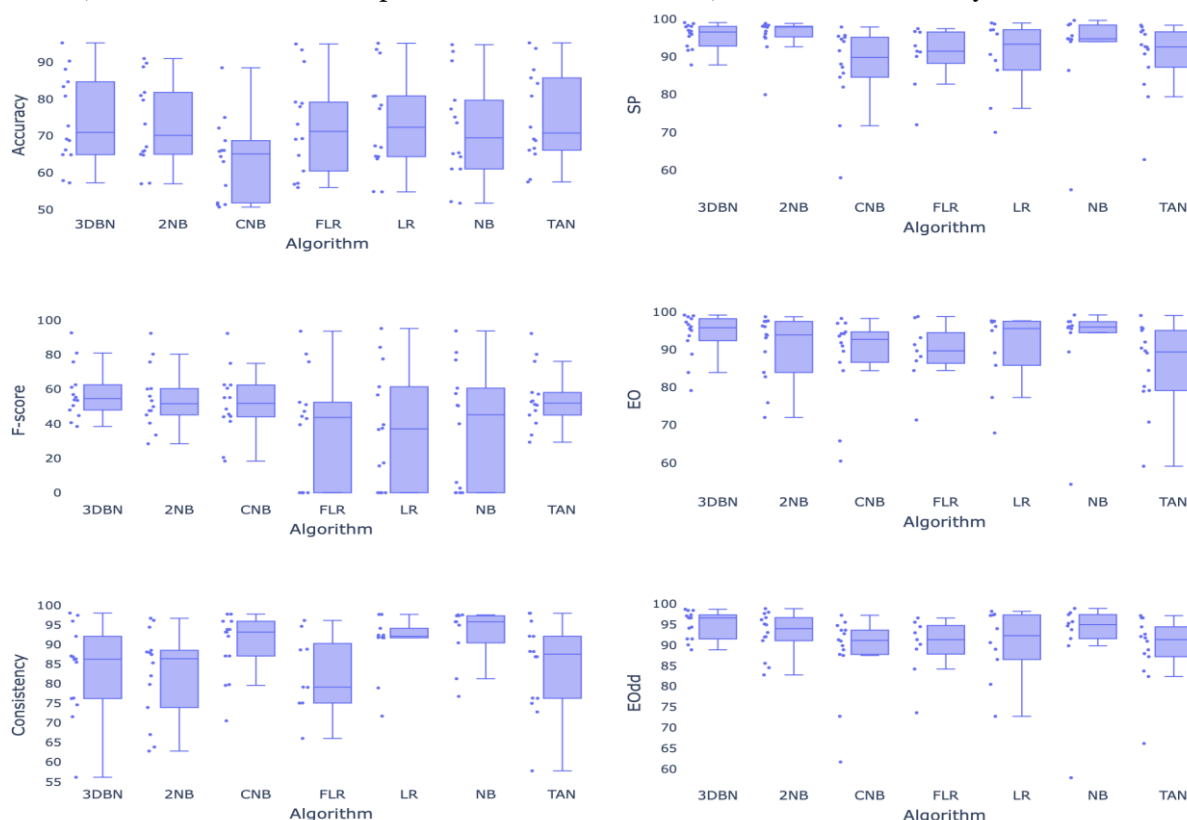 Accuracy
90
80
70
60
50
3DBN 2NB CNB FLR LR NB TAN
Algorithm
SP
100
90
80
70
60
3DBN 2NB CNB FLR LR NB TAN
Algorithm
F-score
100
80
60
40
20
0
3DBN 2NB CNB FLR LR NB TAN
Algorithm
EO
100
90
80
70
60
3DBN 2NB CNB FLR LR NB TAN
Algorithm
Consistency
100
95
90
85
80
75
70
65
60
55
3DBN 2NB CNB FLR LR NB TAN
Algorithm
EOdd
100
95
90
85
80
75
70
65
60
3DBN 2NB CNB FLR LR NB TAN
Algorithm